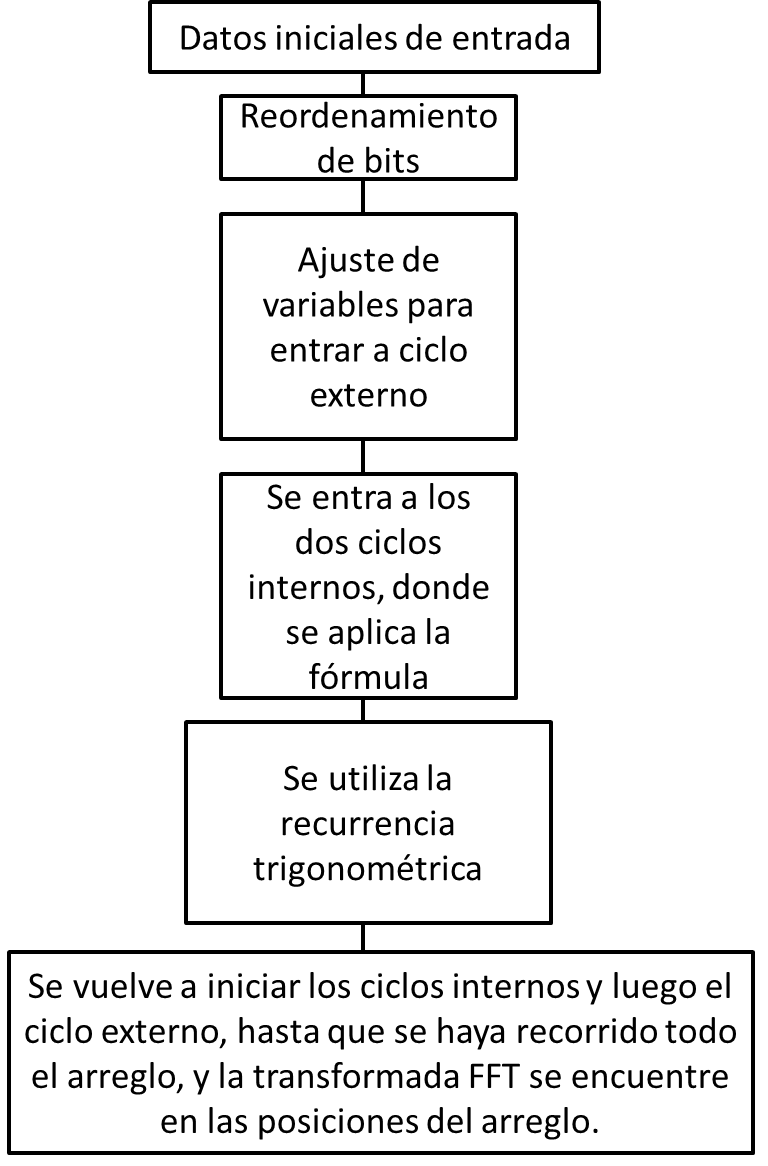 Datos iniciales de entrada
Reordenamiento
de bits
Ajuste de
variables para
entrar a ciclo
externo
Se entra a los
dos ciclos
internos, donde
se aplica la
fórmula
Se utiliza la
recurrencia
trigonométrica
Se vuelve a iniciar los ciclos internos y luego el
ciclo externo, hasta que se haya recorrido todo
el arreglo, y la transformada FFT se encuentre
en las posiciones del arreglo.